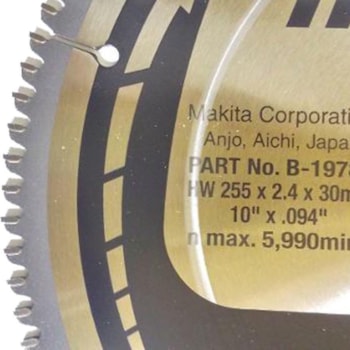 Makita Corporati
Anjo, Aichi, Japa
PART No. B-197
HW 255 x 2.4 x 30m
10" x .094"
n max. 5,990mi